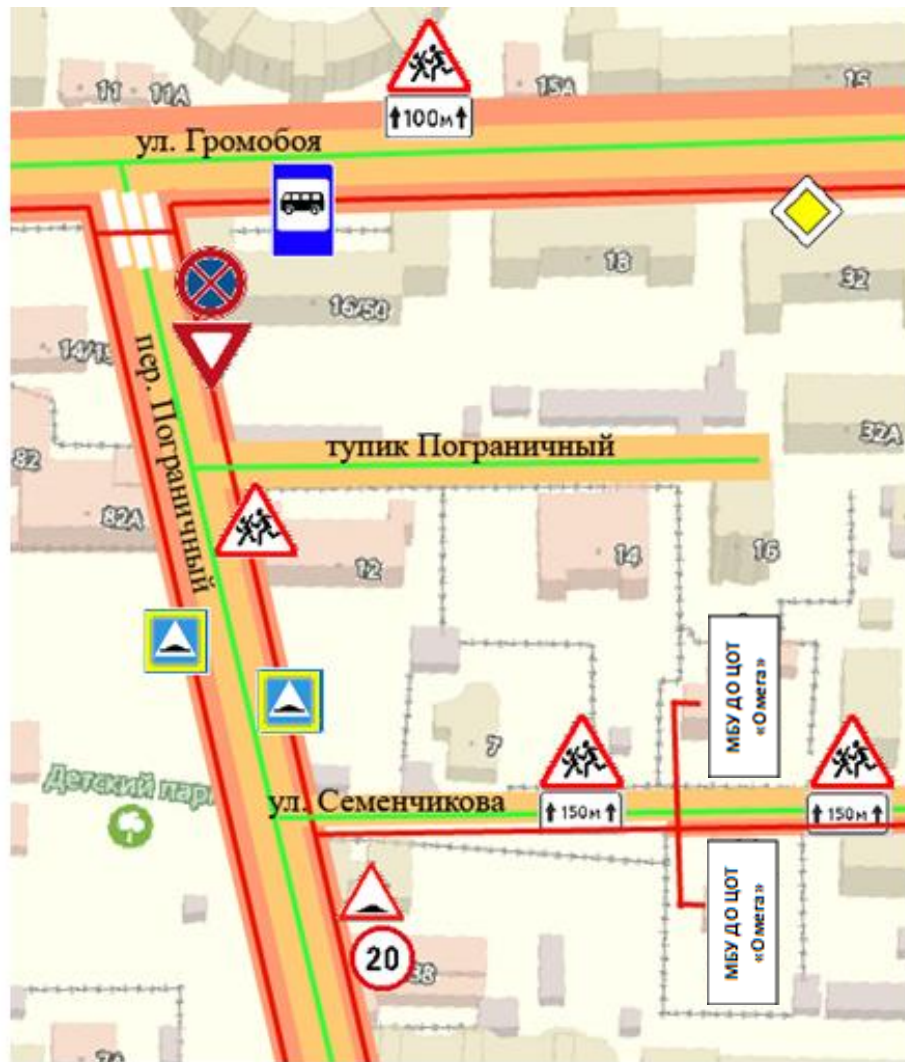 11
11А
15А
15
100м
ул. Громобоя
18
32
16/50
14/15
пер. Пограничный
тупик Пограничный
32А
82
82А
12
14
16
7
МБУ ДО ЦОТ
«Омега»
Детский парк
ул. Семенчикова
150м
150м
МБУ ДО ЦОТ
«Омега»
20
38